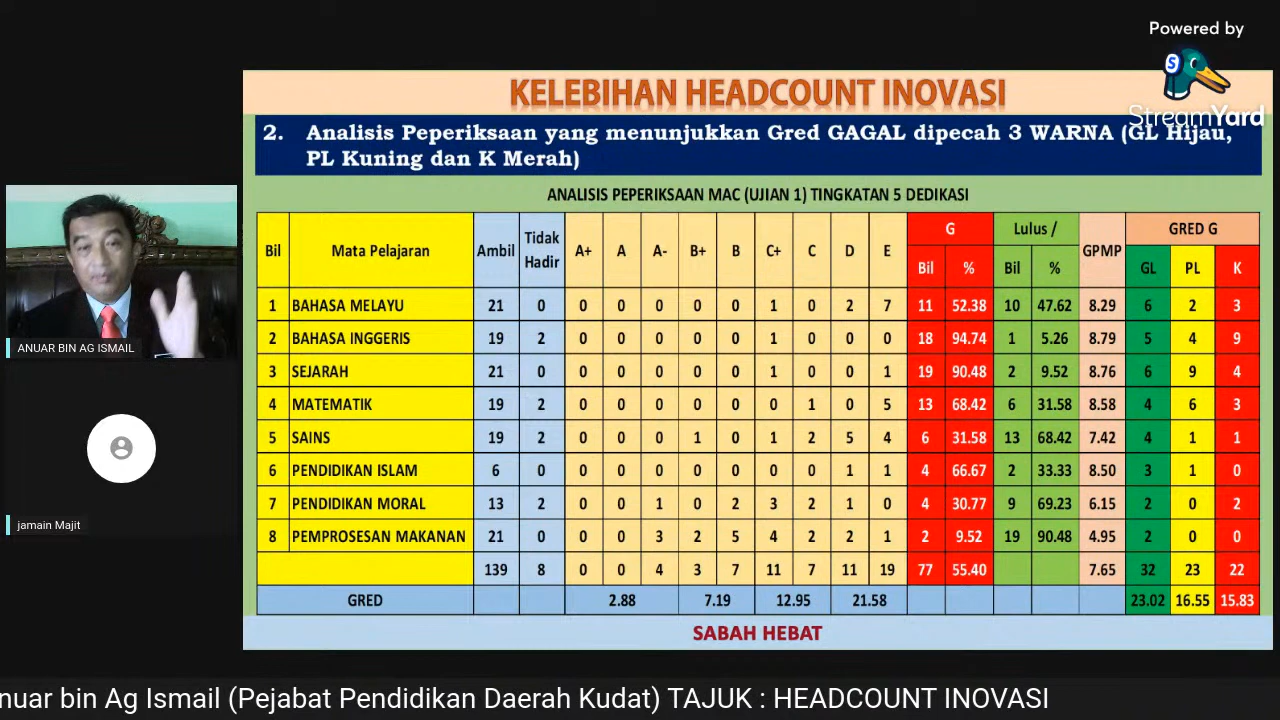 Powered by
S
StreamYard
KELEBIHAN HEADCOUNT INOVASI
2. Analisis Peperiksaan yang menunjukkan Gred GAGAL dipecah 3 WARNA (GL Hijau,
PL Kuning dan K Merah)
ANALISIS PEPERIKSAAN MAC (UJIAN 1) TINGKATAN 5 DEDIKASI
Bil Mata Pelajaran Ambil Tidak Hadir A+ A A- B+ B C+ C D E G Lulus / GPMP GRED G
Bil % Bil % GL PL K
1 BAHASA MELAYU 21 0 0 0 0 0 0 1 0 2 7 11 52.38 10 47.62 8.29 6 2 3
2 BAHASA INGGERIS 19 2 0 0 0 0 0 1 0 0 0 18 94.74 1 5.26 8.79 5 4 9
3 SEJARAH 21 0 0 0 0 0 0 1 0 0 1 19 90.48 2 9.52 8.76 6 9 4
4 MATEMATIK 19 2 0 0 0 0 0 0 1 0 5 13 68.42 6 31.58 8.58 4 6 3
5 SAINS 19 2 0 0 0 1 0 1 2 5 4 6 31.58 13 68.42 7.42 4 1 1
6 PENDIDIKAN ISLAM 6 0 0 0 0 0 0 0 0 1 1 4 66.67 2 33.33 8.50 3 1 0
7 PENDIDIKAN MORAL 13 2 0 0 1 0 2 3 2 1 0 4 30.77 9 69.23 6.15 2 0 2
8 PEMPROSESAN MAKANAN 21 0 0 0 3 2 5 4 2 2 1 2 9.52 19 90.48 4.95 2 0 0
139 8 0 0 4 3 7 11 7 11 19 77 55.40 7.65 32 23 22
GRED 2.88 7.19 12.95 21.58 23.02 16.55 15.83
SABAH HEBAT
ANUAR BIN AG ISMAIL
jamain Majit
nuar bin Ag Ismail (Pejabat Pendidikan Daerah Kudat) TAJUK : HEADCOUNT INOVASI